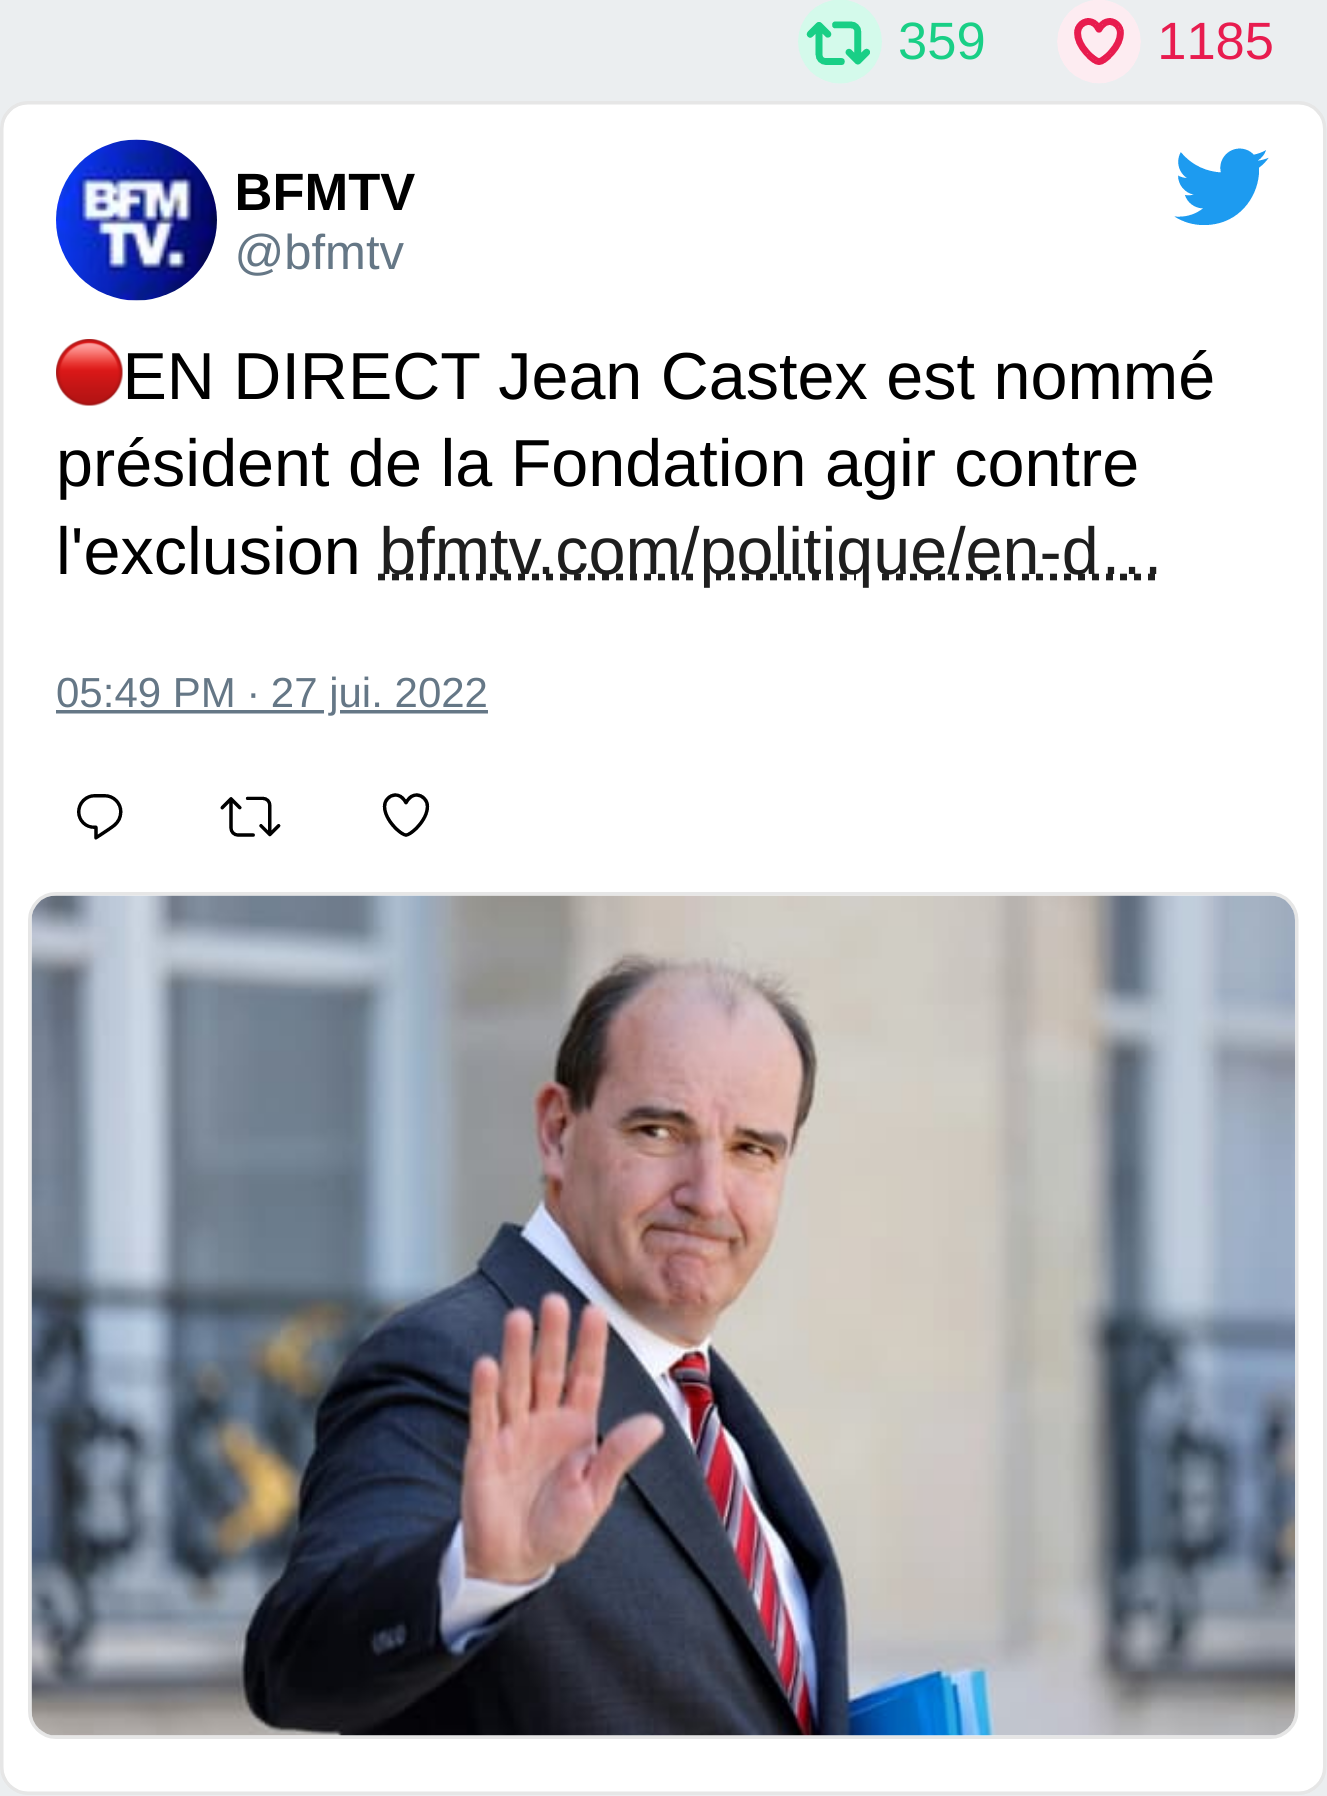 359 1185
BFM
TV.
BFMTV
@bfmtv
🔴EN DIRECT Jean Castex est nommé
président de la Fondation agir contre
l'exclusion bfmtv.com/politique/en-d…
05:49 PM · 27 jui. 2022